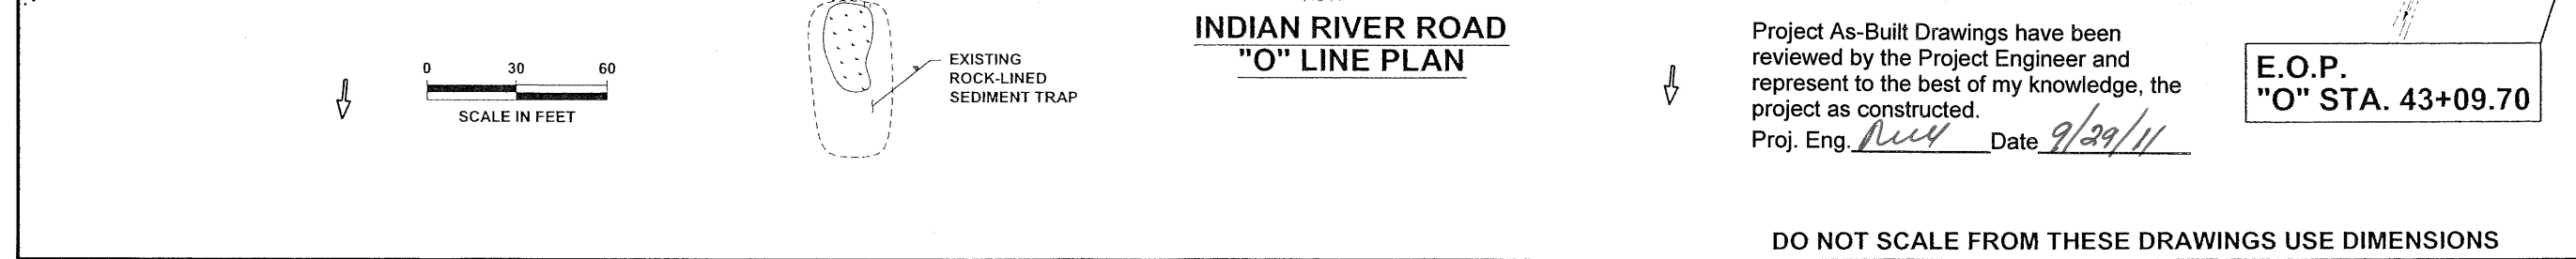 0 30 60
SCALE IN FEET
EXISTING
ROCK-LINED
SEDIMENT TRAP
INDIAN RIVER ROAD
"O" LINE PLAN
Project As-Built Drawings have been
reviewed by the Project Engineer and
represent to the best of my knowledge, the
project as constructed.
Proj. Eng. Date 9/29/11
E.O.P.
"O" STA. 43+09.70
DO NOT SCALE FROM THESE DRAWINGS USE DIMENSIONS